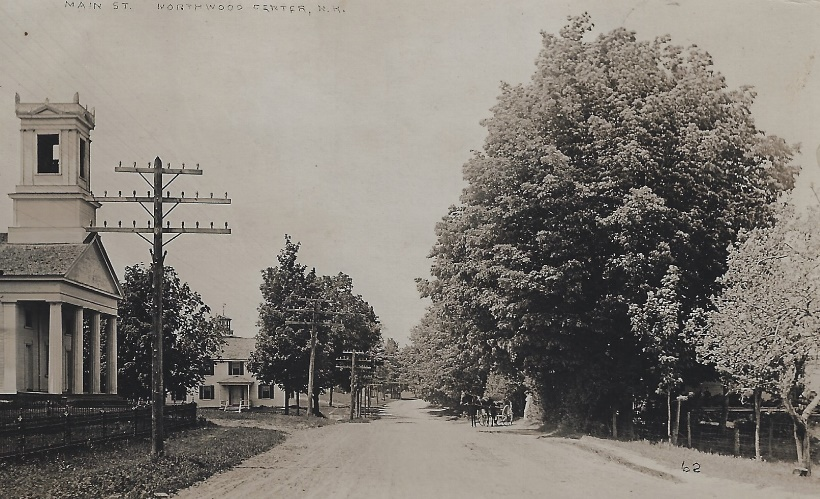 MAIN ST. NORTHWOOD CENTER, N.H.
62